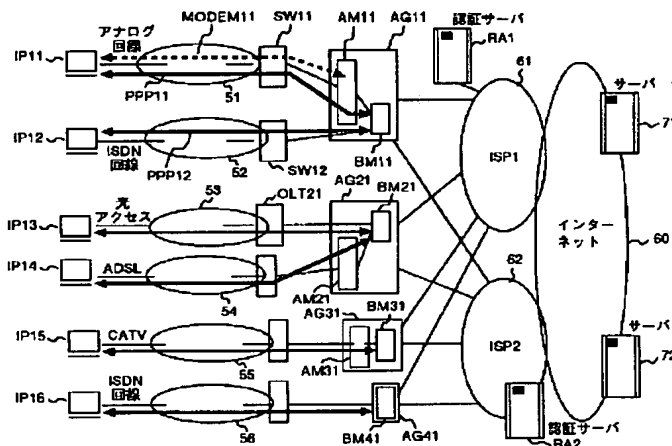 MODEM11
SW11
AM11
AG11
認証サーバ
RA1
アナログ
回線
IP11
PPP11
51
61
サーバ
71
IP12
ISDN
回線
PPP12
52
SW12
BM11
ISP1
53
OLT21
AG21
BM21
光
アクセス
IP13
インタ
ーネット
60
IP14
ADSL
54
AM21
AG31
BM31
62
IP15
CATV
55
AM31
ISP2
72
IP16
ISDN
回線
56
BM41
AG41
認証サーバ
RA2
サーバ